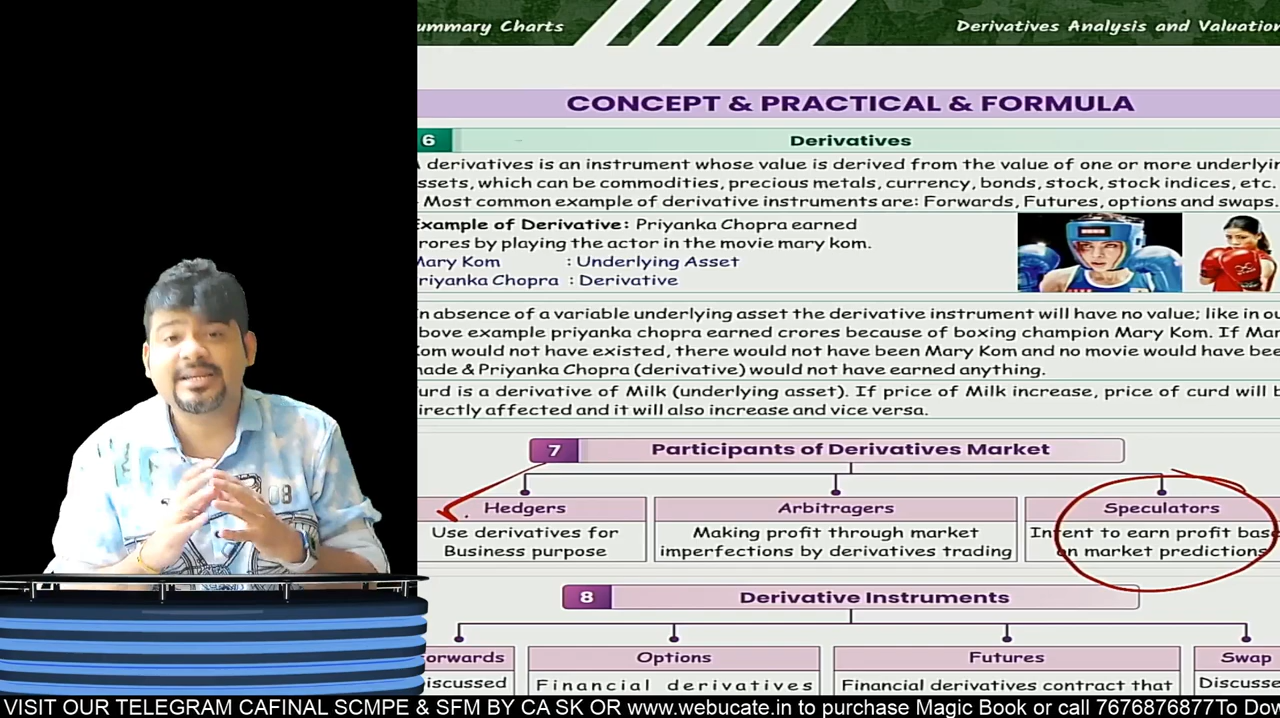 ummary Charts
Derivatives Analysis and Valuation
CONCEPT & PRACTICAL & FORMULA
6
Derivatives
derivatives is an instrument whose value is derived from the value of one or more underlyin
ssets, which can be commodities, precious metals, currency, bonds, stock, stock indices, etc.
Most common example of derivative instruments are: Forwards, Futures, options and swaps.
xample of Derivative: Priyanka Chopra earned
rores by playing the actor in the movie mary kom.
Mary Kom : Underlying Asset
riyanka Chopra : Derivative
n absence of a variable underlying asset the derivative instrument will have no value; like in ou
bove example priyanka chopra earned crores because of boxing champion Mary Kom. If Mar
om would not have existed, there would not have been Mary Kom and no movie would have bee
ade & Priyanka Chopra (derivative) would not have earned anything.
urd is a derivative of Milk (underlying asset). If price of Milk increase, price of curd will b
irectly affected and it will also increase and vice versa.
7
Participants of Derivatives Market
Hedgers
Arbitragers
Speculators
Use derivatives for
Business purpose
Making profit through market
imperfections by derivatives trading
Intent to earn profit base
on market predictions
8
Derivative Instruments
orwards
Options
Futures
Swap
iscussed
Financial derivatives
Financial derivatives contract that
Discusse
08
VISIT OUR TELEGRAM CAFINAL SCMPE & SFM BY CA SK OR www.webucate.in to purchase Magic Book or call 7676876877To Dow